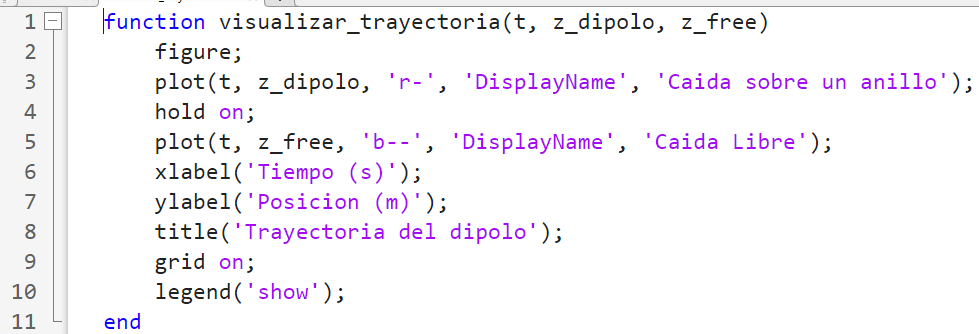 1 function visualizar_trayectoria(t, z_dipolo, z_free)
2 figure;
3 plot(t, z_dipolo, 'r-', 'DisplayName', 'Caida sobre un anillo');
4 hold on;
5 plot(t, z_free, 'b--', 'DisplayName', 'Caida Libre');
6 xlabel('Tiempo (s)');
7 ylabel('Posicion (m)');
8 title('Trayectoria del dipolo');
9 grid on;
10 legend('show');
11 end